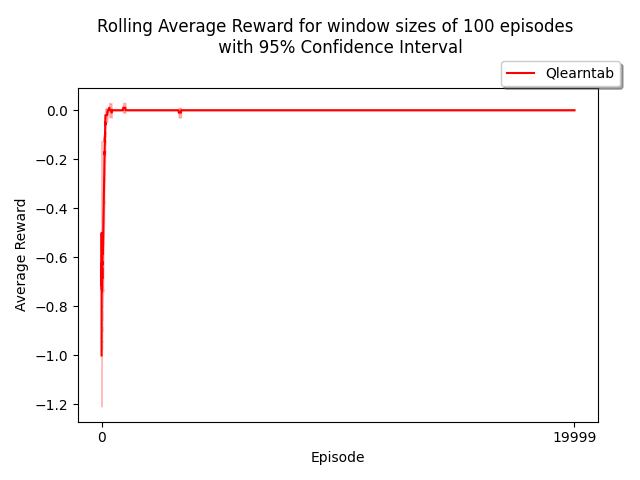 Rolling Average Reward for window sizes of 100 episodes
with 95% Confidence Interval
Qlearntab
0.0
−0.2
−0.4
−0.6
−0.8
−1.0
−1.2
Average Reward
0
19999
Episode